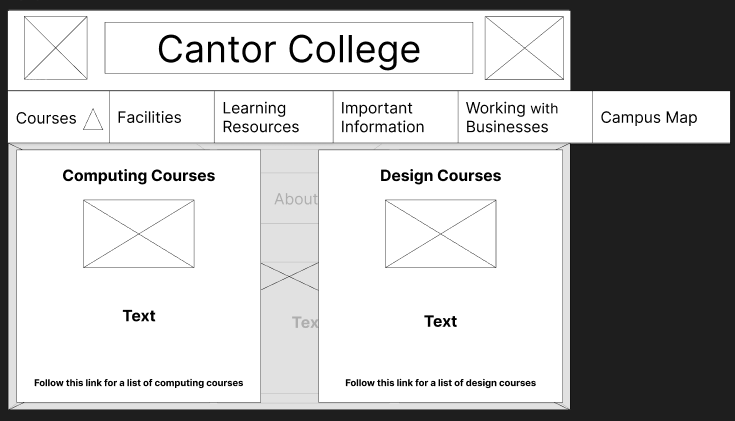 Cantor College
Courses
Facilities
Learning
Resources
Important
Information
Working with
Businesses
Campus Map
Computing Courses
Text
Follow this link for a list of computing courses
About
Tex
Design Courses
Text
Follow this link for a list of design courses